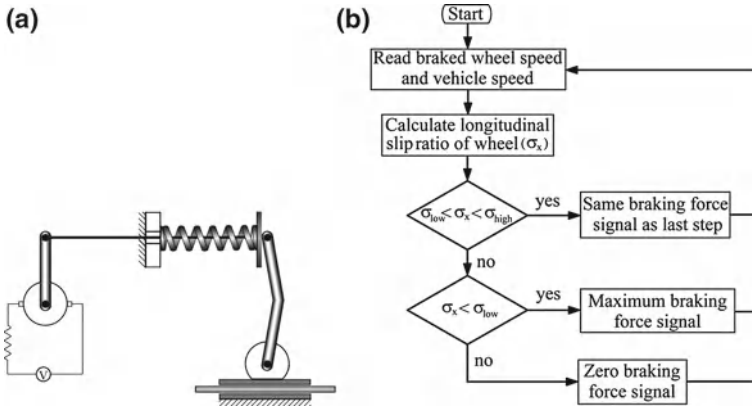 (a)
V
(b)
Start
Read braked wheel speed
and vehicle speed
Calculate longitudinal
slip ratio of wheel (σx)
σlow < σx < σhigh
yes
Same braking force
signal as last step
no
σx < σlow
yes
Maximum braking
force signal
no
Zero braking
force signal